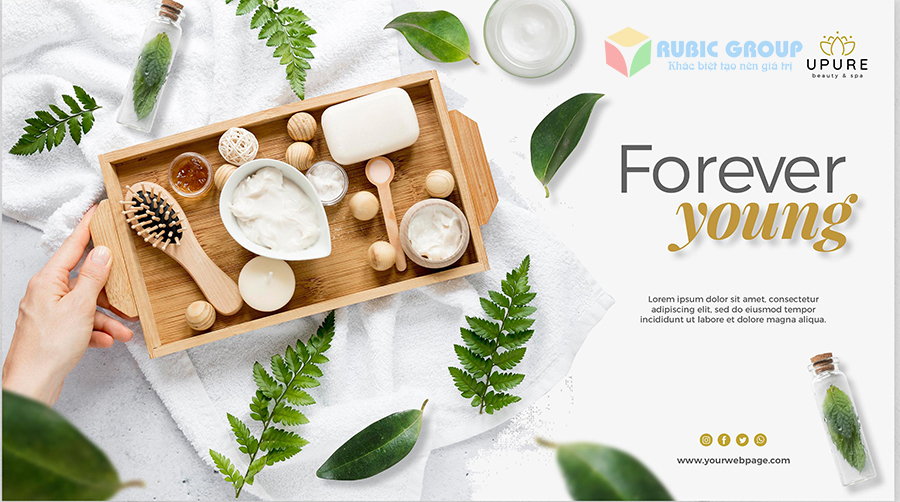 RUBIC GROUP
Khác biệt tạo nên giá trị
UPURE
beauty & spa
Forever
young
Lorem ipsum dolor sit amet, consectetur
adipiscing elit, sed do eiusmod tempor
incididunt ut labore et dolore magna aliqua.
www.yourwebpage.com